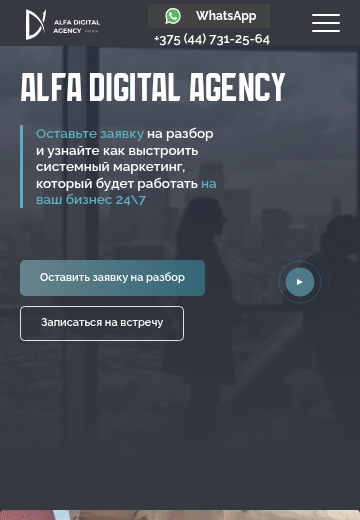 ALFA DIGITAL
AGENCY
WhatsApp
+375 (44) 731-25-64
ALFA DIGITAL AGENCY
Оставьте заявку на разбор
и узнайте как выстроить
системный маркетинг,
который будет работать на
ваш бизнес 24\7
Оставить заявку на разбор
Записаться на встречу